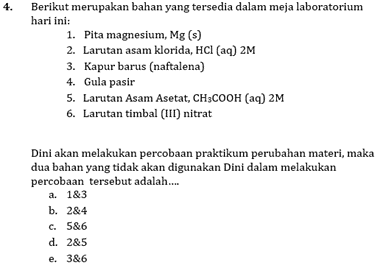 4. Berikut merupakan bahan yang tersedia dalam meja laboratorium
hari ini:
1. Pita magnesium, Mg (s)
2. Larutan asam klorida, HCl (aq) 2M
3. Kapur barus (naftalena)
4. Gula pasir
5. Larutan Asam Asetat, CH₃COOH (aq) 2M
6. Larutan timbal (III) nitrat
Dini akan melakukan percobaan praktikum perubahan materi, maka
dua bahan yang tidak akan digunakan Dini dalam melakukan
percobaan tersebut adalah....
a. 1&3
b. 2&4
c. 5&6
d. 2&5
e. 3&6